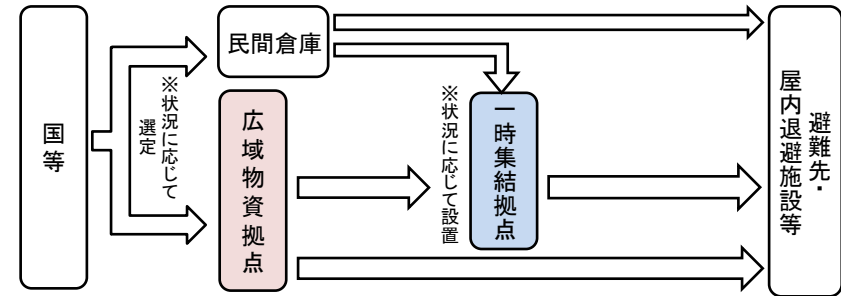 国等
※状況に応じて
選定
民間倉庫
広域物資拠点
※状況に応じて設置
一時集結拠点
避難先・
屋内退避施設等